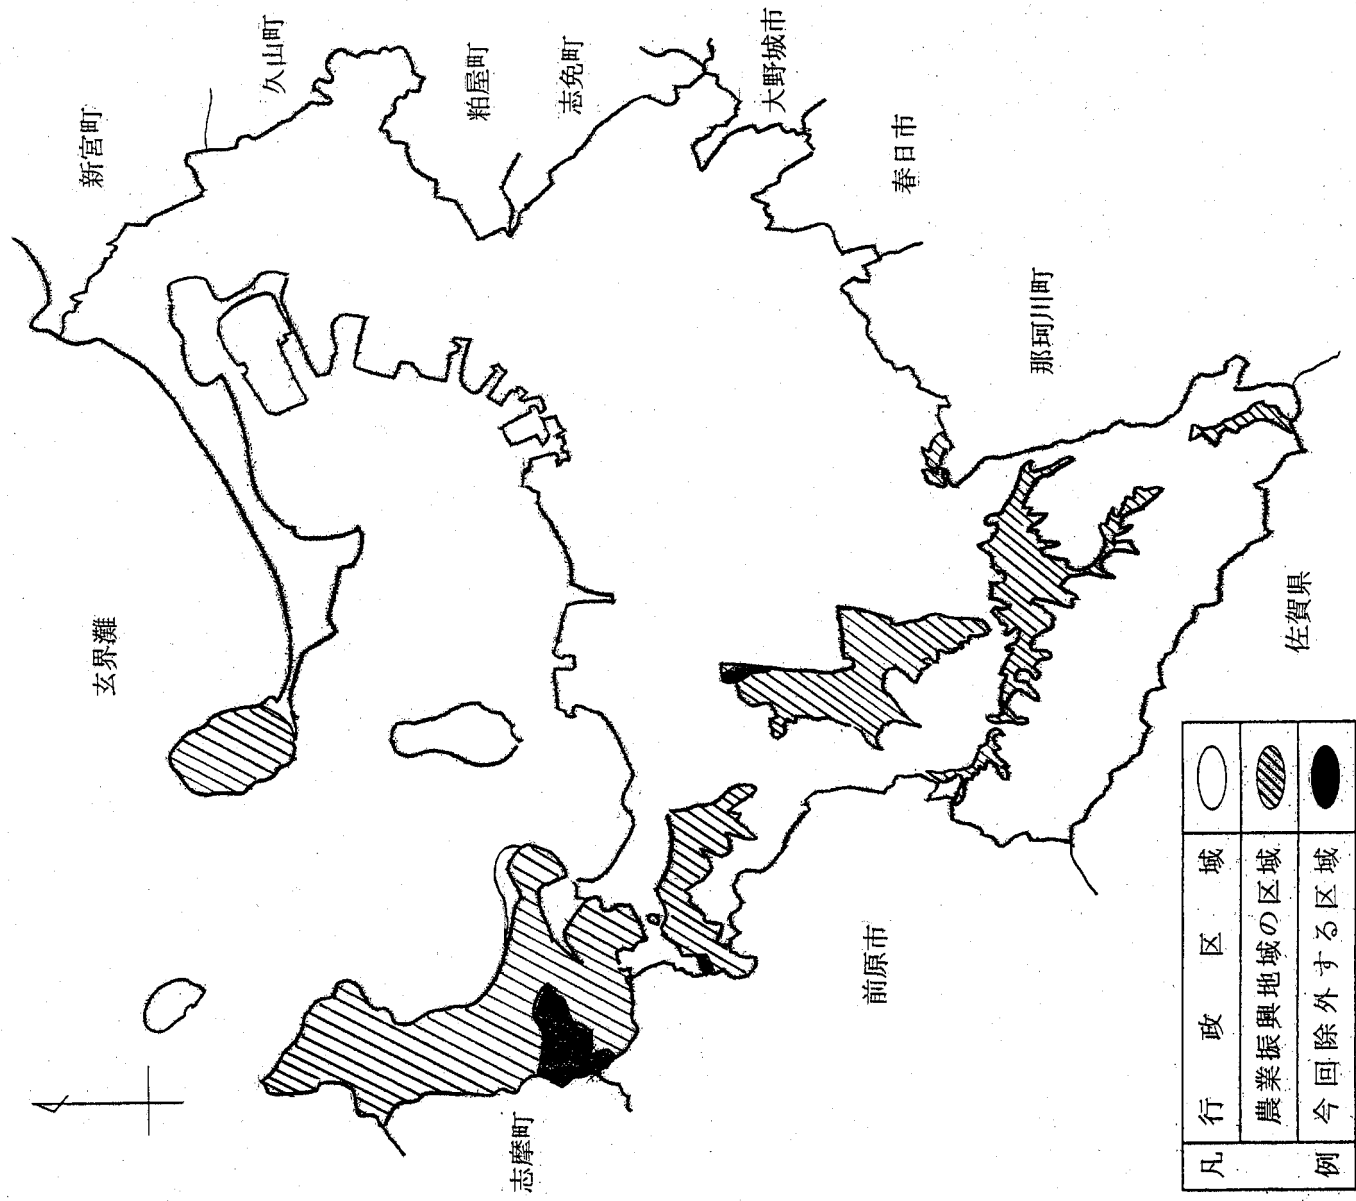 新宮町
久山町
粕屋町
志免町
大野城市
春日市
那珂川町
玄界灘
佐賀県
前原市
志摩町
凡例
行政区域
農業振興地域の区域
今回除外する区域